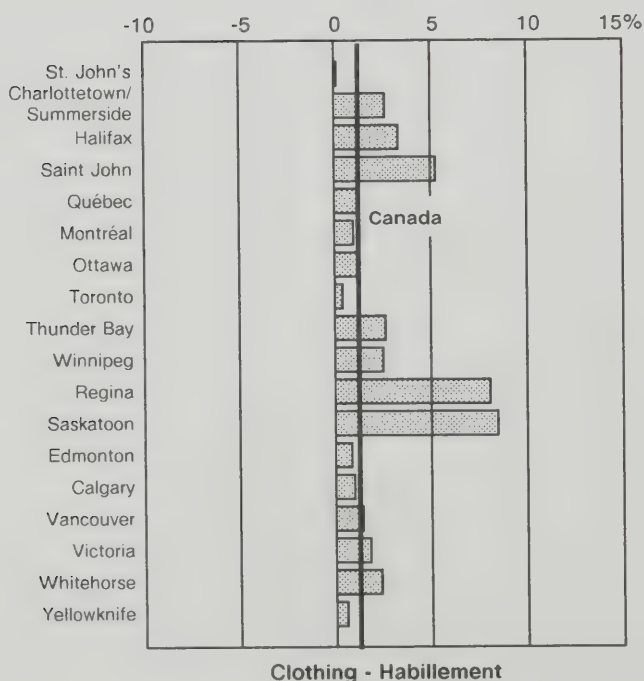 -10 -5 0 5 10 15%
St. John's
Charlottetown/
Summerside
Halifax
Saint John
Québec
Canada
Montréal
Ottawa
Toronto
Thunder Bay
Winnipeg
Regina
Saskatoon
Edmonton
Calgary
Vancouver
Victoria
Whitehorse
Yellowknife
Clothing - Habillement